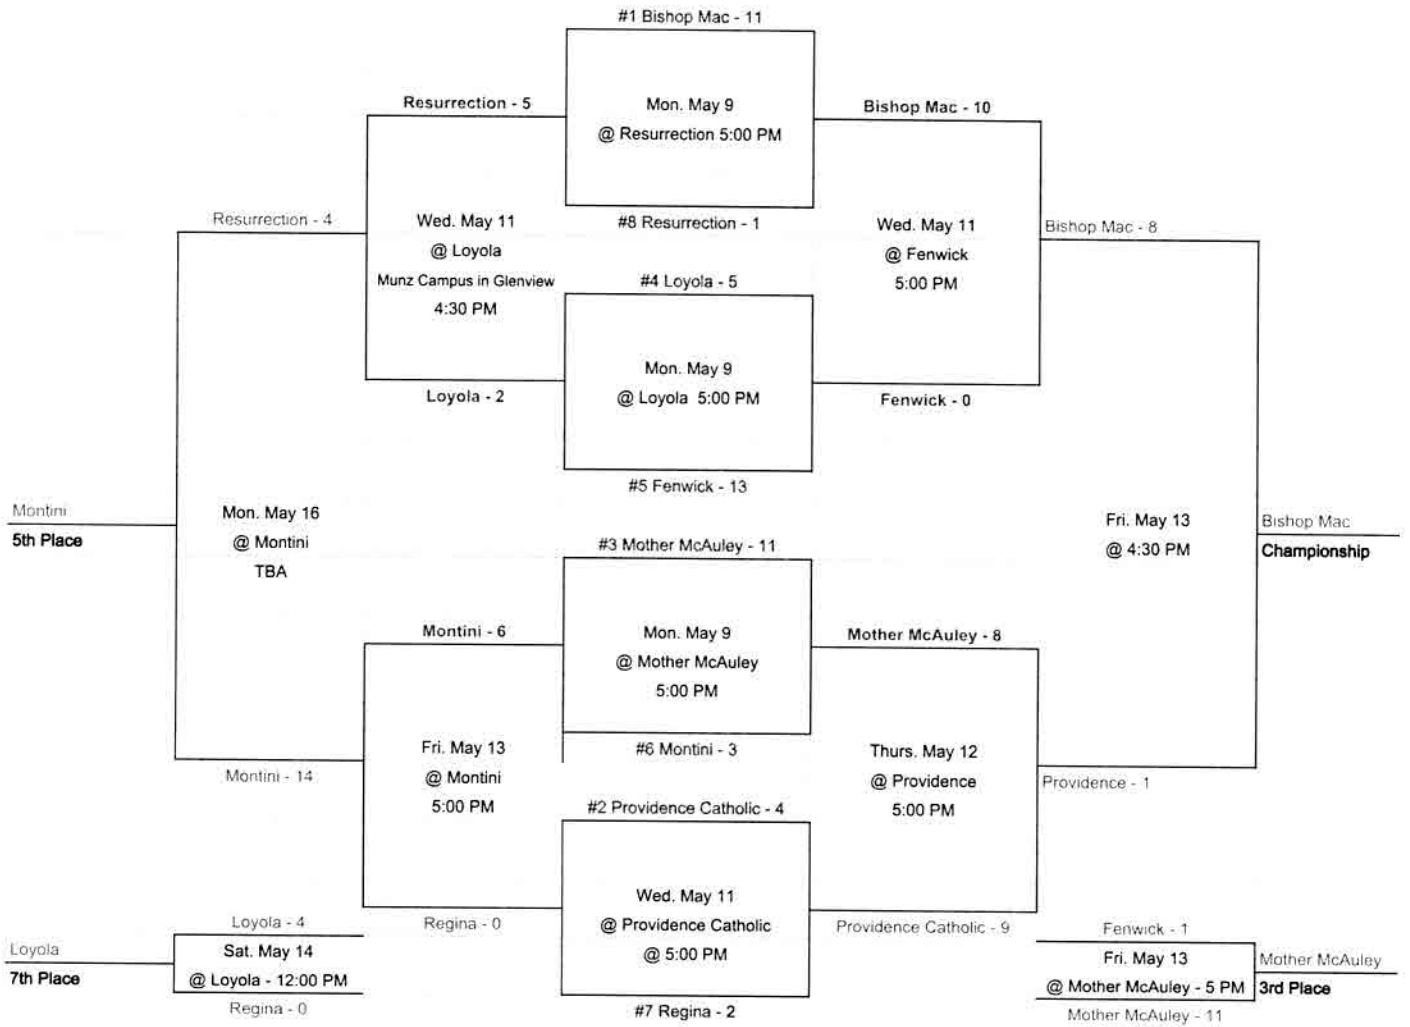 #1 Bishop Mac - 11
Resurrection - 5
Mon. May 9
@ Resurrection 5:00 PM
Bishop Mac - 10
Resurrection - 4
Wed. May 11
@ Loyola
Munz Campus in Glenview
4:30 PM
#8 Resurrection - 1
Wed. May 11
@ Fenwick
5:00 PM
Bishop Mac - 8
#4 Loyola - 5
Loyola - 2
Mon. May 9
@ Loyola 5:00 PM
Fenwick - 0
#5 Fenwick - 13
Montini
5th Place
Mon. May 16
@ Montini
TBA
Fri. May 13
@ 4:30 PM
Bishop Mac
Championship
#3 Mother McAuley - 11
Montini - 6
Mon. May 9
@ Mother McAuley
5:00 PM
Mother McAuley - 8
#6 Montini - 3
Montini - 14
Fri. May 13
@ Montini
5:00 PM
Thurs. May 12
@ Providence
5:00 PM
Providence - 1
#2 Providence Catholic - 4
Regina - 0
Wed. May 11
@ Providence Catholic
@ 5:00 PM
Providence Catholic - 9
#7 Regina - 2
Loyola - 4
Loyola
7th Place
Sat. May 14
@ Loyola - 12:00 PM
Regina - 0
Fenwick - 1
Fri. May 13
@ Mother McAuley - 5 PM
Mother McAuley
3rd Place
Mother McAuley - 11